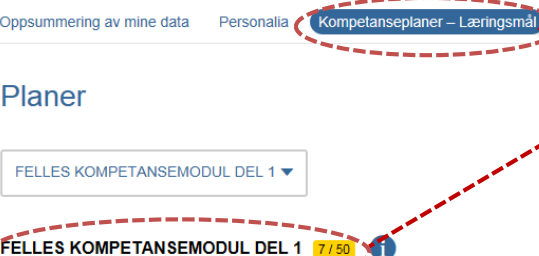 Oppsummering av mine data Personalia Kompetanseplaner – Læringsmål
Planer
FELLES KOMPETANSEMODUL DEL 1
FELLES KOMPETANSEMODUL DEL 1 7 / 50 i